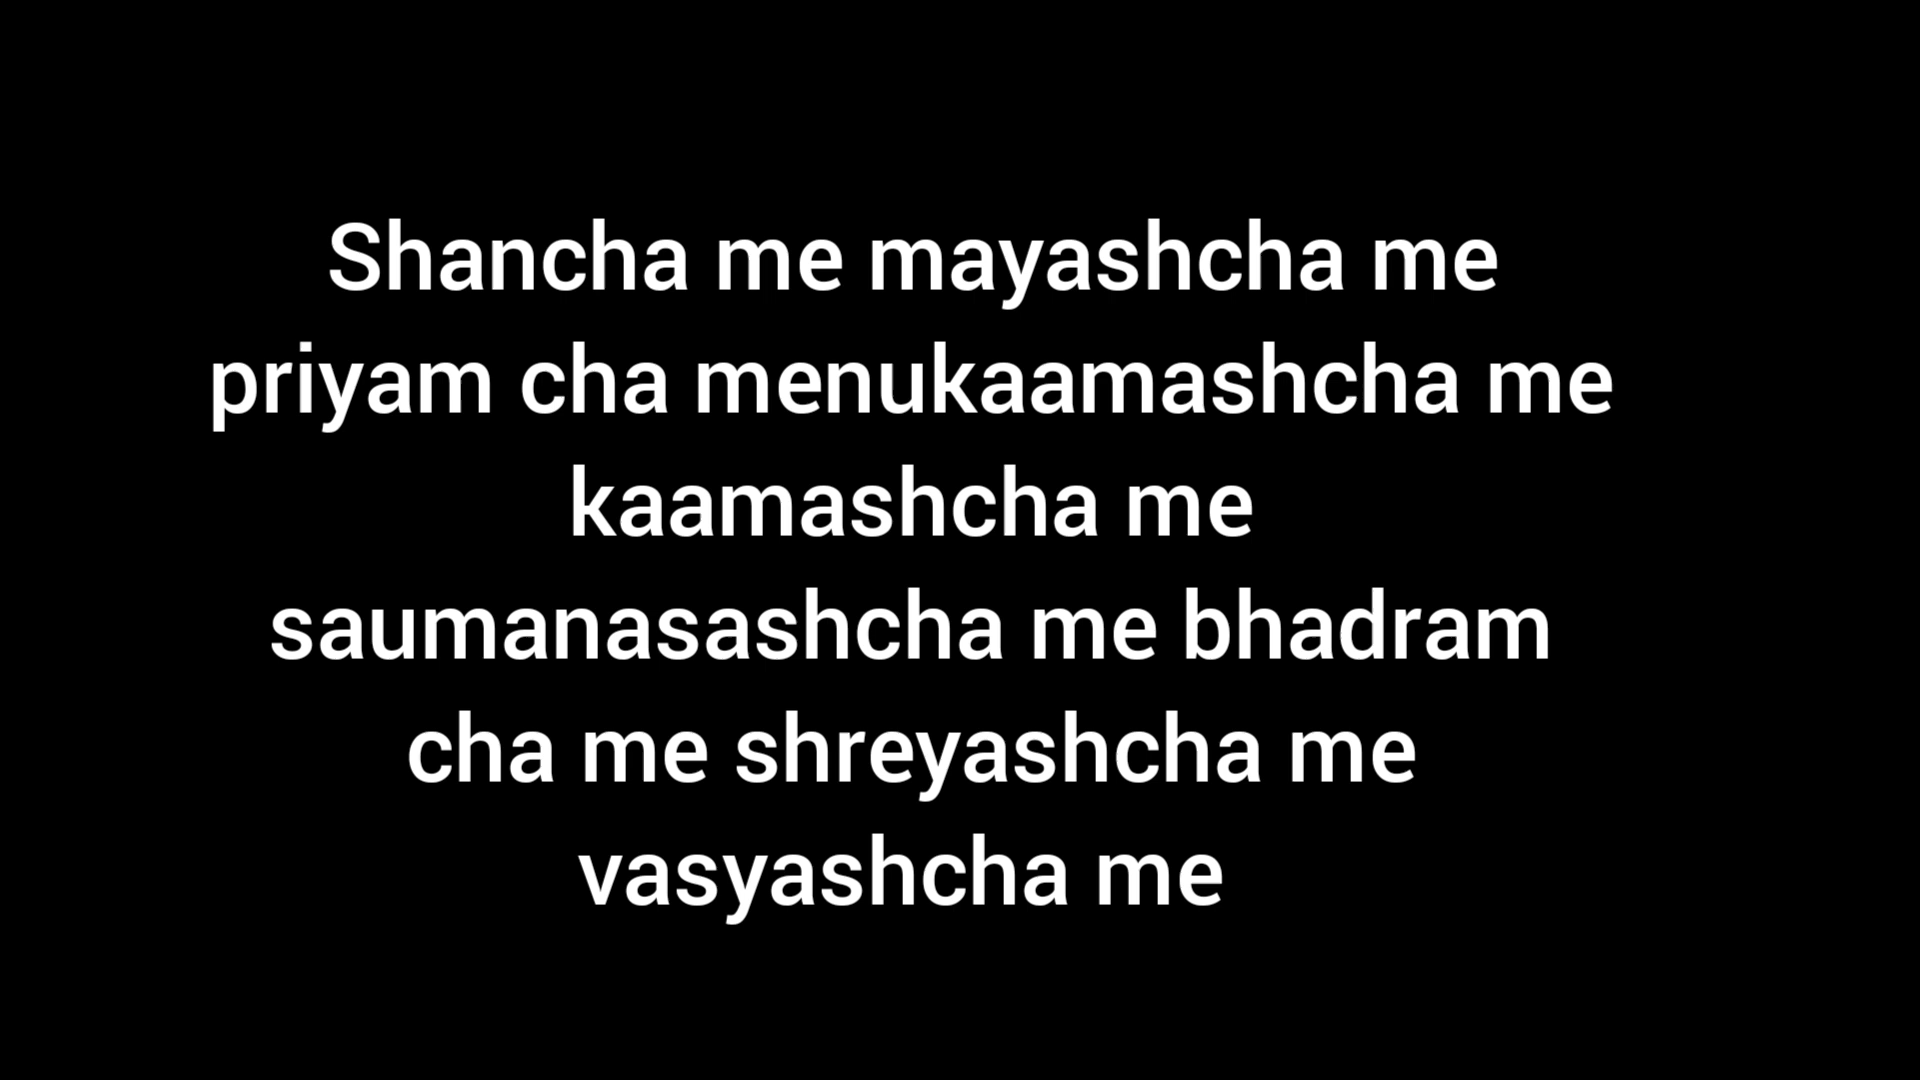 Shancha me mayashcha me
priyam cha menukaamashcha me
kaamashcha me
saumanasashcha me bhadram
cha me shreyashcha me
vasyashcha me